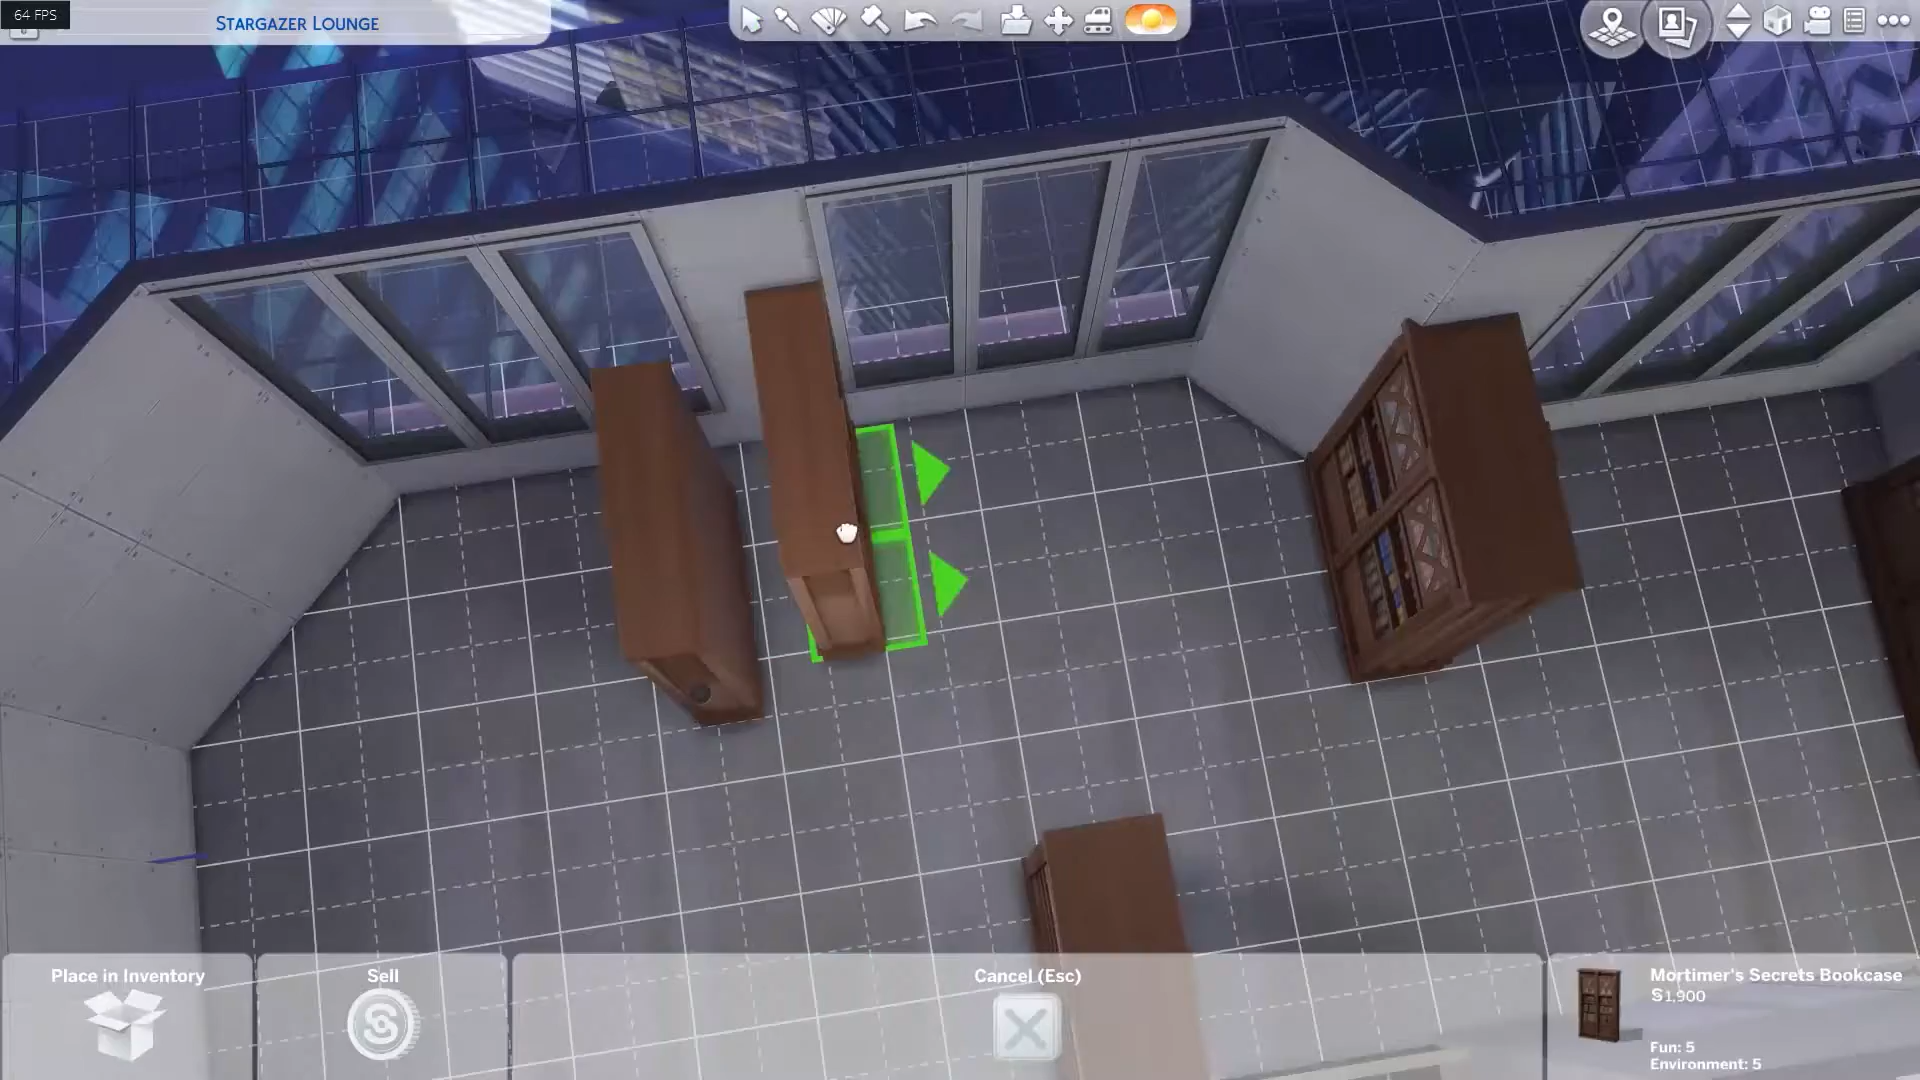 64 FPS
Stargazer Lounge
Place in Inventory
Sell
Cancel (Esc)
Mortimer's Secrets Bookcase
§1,900
Fun: 5
Environment: 5